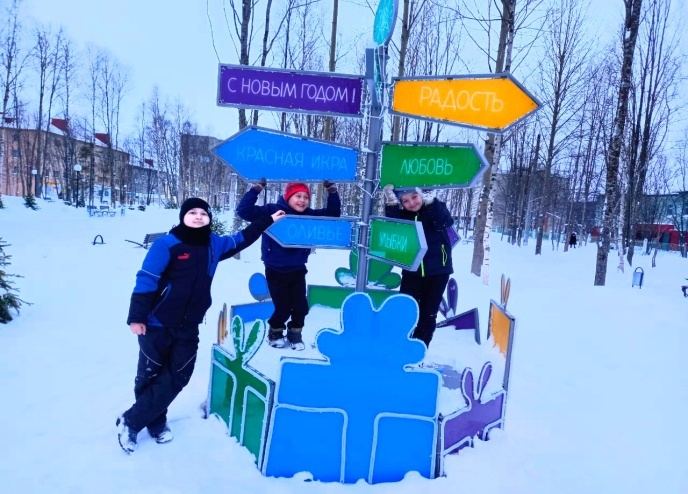 С НОВЫМ ГОДОМ!
РАДОСТЬ
КРАСНАЯ ИКРА
ЛЮБОВЬ
ОЛИВЬЕ
УЛЫБКИ